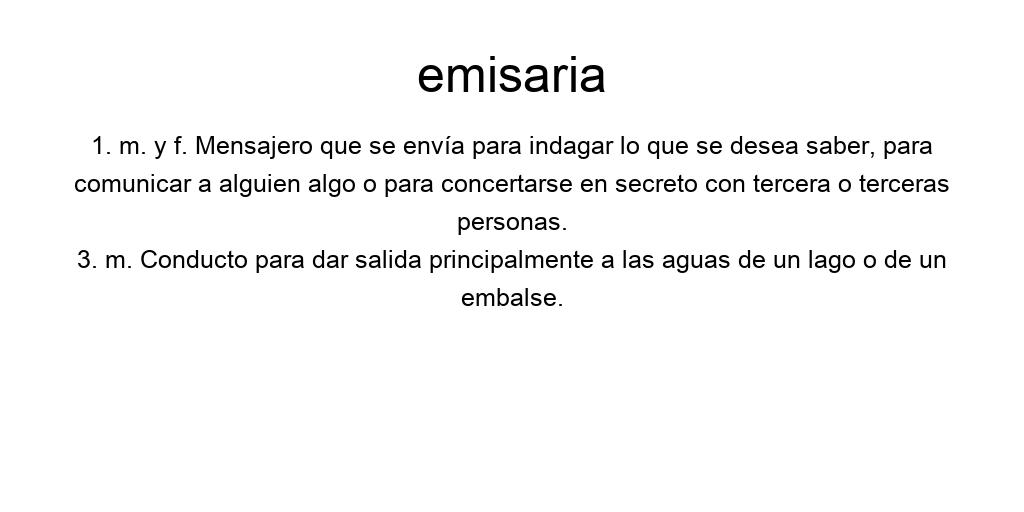 emisaria
1. m. y f. Mensajero que se envía para indagar lo que se desea saber, para
comunicar a alguien algo o para concertarse en secreto con tercera o terceras
personas.
3. m. Conducto para dar salida principalmente a las aguas de un lago o de un
embalse.